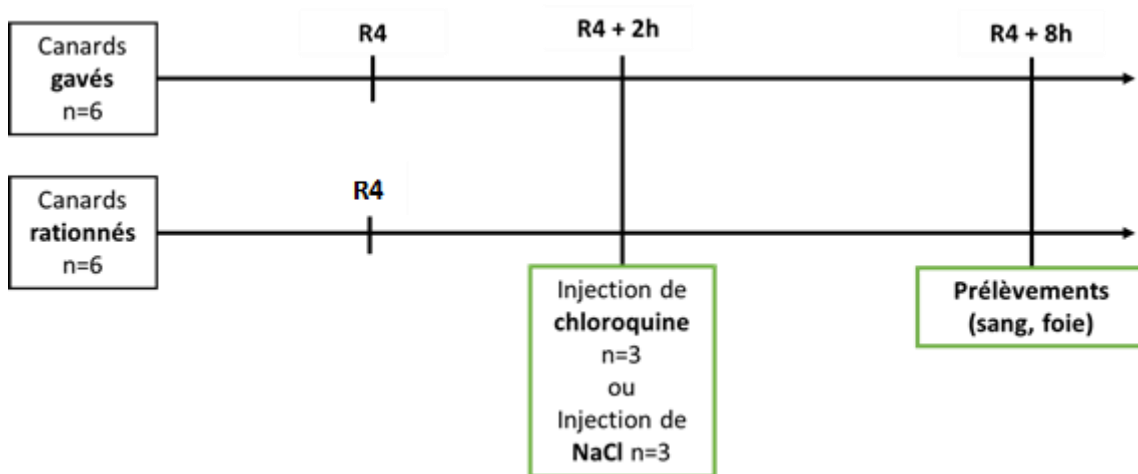 Canards
gavés
n=6
R4
R4 + 2h
R4 + 8h
Canards
rationnés
n=6
R4
Injection de
chloroquine
n=3
ou
Injection de
NaCl n=3
Prélèvements
(sang, foie)